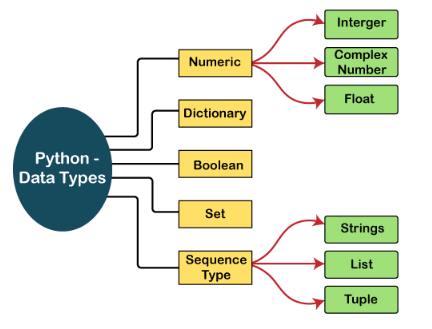 Python -
Data Types
Numeric
Dictionary
Boolean
Set
Sequence
Type
Interger
Complex
Number
Float
Strings
List
Tuple